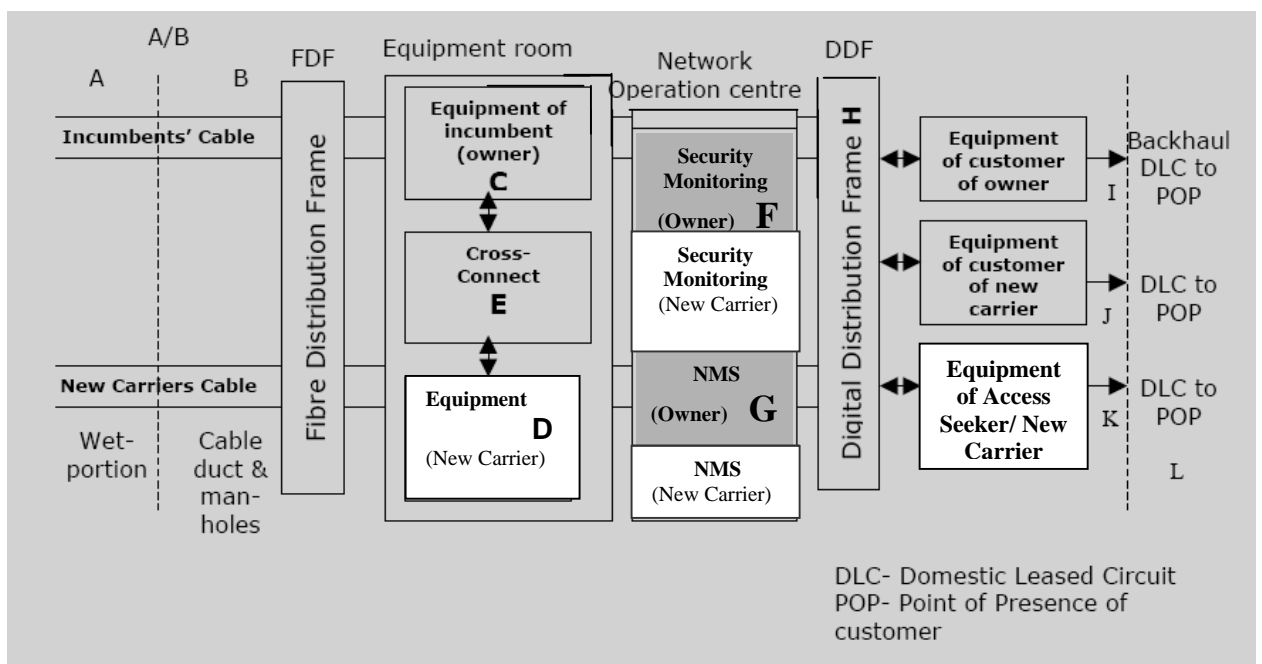 A/B
A
B
FDF
Equipment room
Network
Operation centre
DDF
Incumbents' Cable
New Carriers Cable
Wet-
portion
Cable
duct &
man-
holes
Fibre Distribution Frame
Equipment of
incumbent
(owner)
C
Cross-
Connect
E
Equipment
D
(New Carrier)
Security
Monitoring
(Owner) F
Security
Monitoring
(New Carrier)
NMS
(Owner) G
NMS
(New Carrier)
Digital Distribution Frame H
Equipment
of customer
of owner
I
Equipment
of customer
of new
carrier
J
Equipment
of Access
Seeker/ New
Carrier
K
Backhaul
DLC to
POP
DLC to
POP
DLC to
POP
L
DLC- Domestic Leased Circuit
POP- Point of Presence of
customer